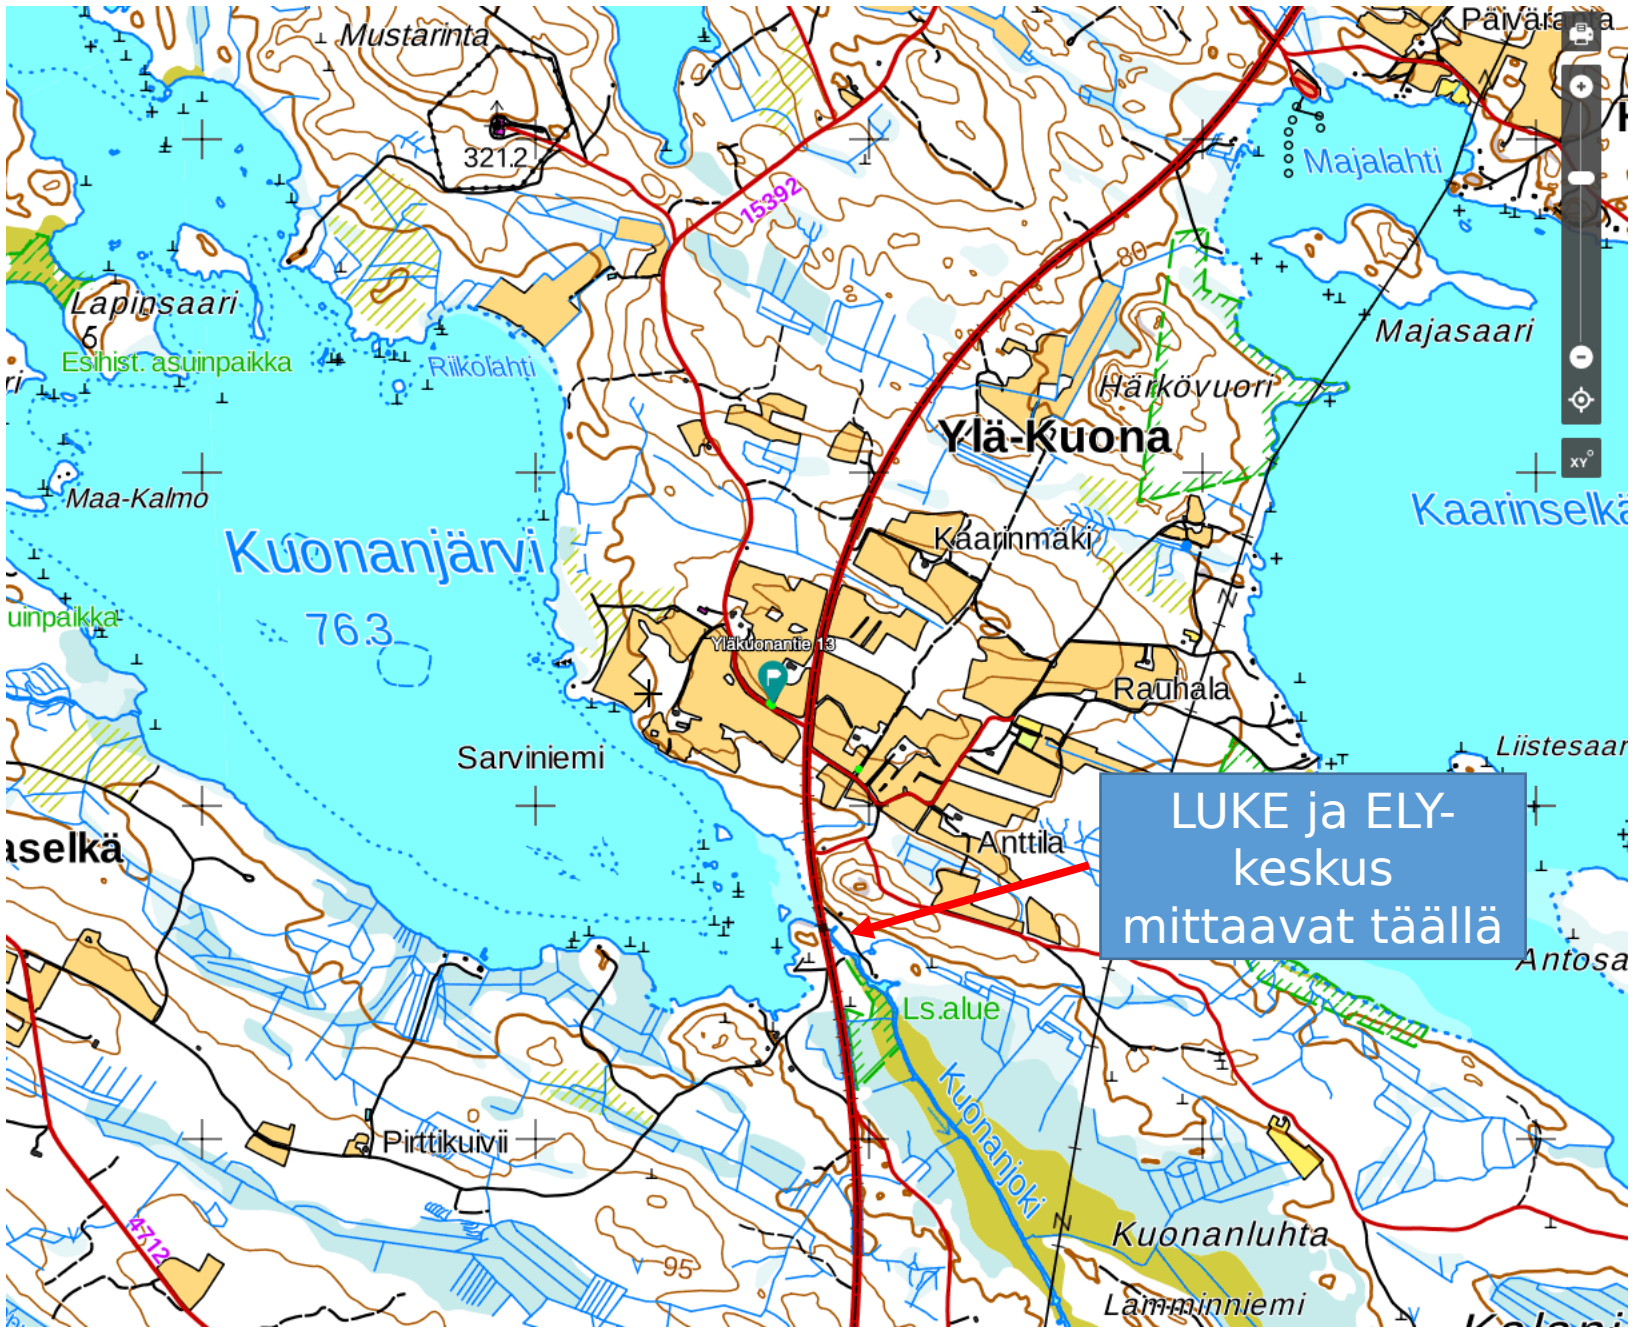 Päiväranta
Mustarinta
321.2
Majalahti
15392
80
Lapinsaari
6
Majasaari
Esihist. asuinpaikka
Riikolahti
Härkövuori
Ylä-Kuona
Maa-Kalmo
Kaarinselkä
Kuonanjärvi
Kaarinmäki
76.3
uinpaikka
Yläkuonantie 13
Rauhala
Sarviniemi
Liistesaar
LUKE ja ELY-
keskus
mittaavat täällä
aselkä
Anttila
Antosa
Ls.alue
Kuonanjoki
Pirttikuivii
4712
Kuonanluhta
95
Lamminniemi
XY°